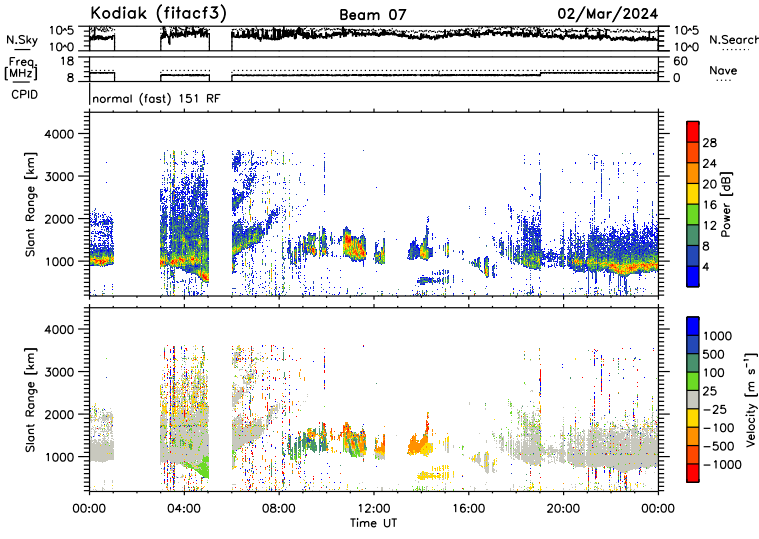 Kodiak (fitacf3) Beam 07 02/Mar/2024
N.Sky 10^5 10^0 10^5 10^0 N.Search
Freq. [MHz] 18 8 60 0 Nave
CPID normal (fast) 151 RF
Slant Range [km] 4000 3000 2000 1000
Power [dB] 28 24 20 16 12 8 4
Slant Range [km] 4000 3000 2000 1000
Velocity [m s⁻¹] 1000 500 100 25 −25 −100 −500 −1000
00:00 04:00 08:00 12:00 16:00 20:00 00:00
Time UT